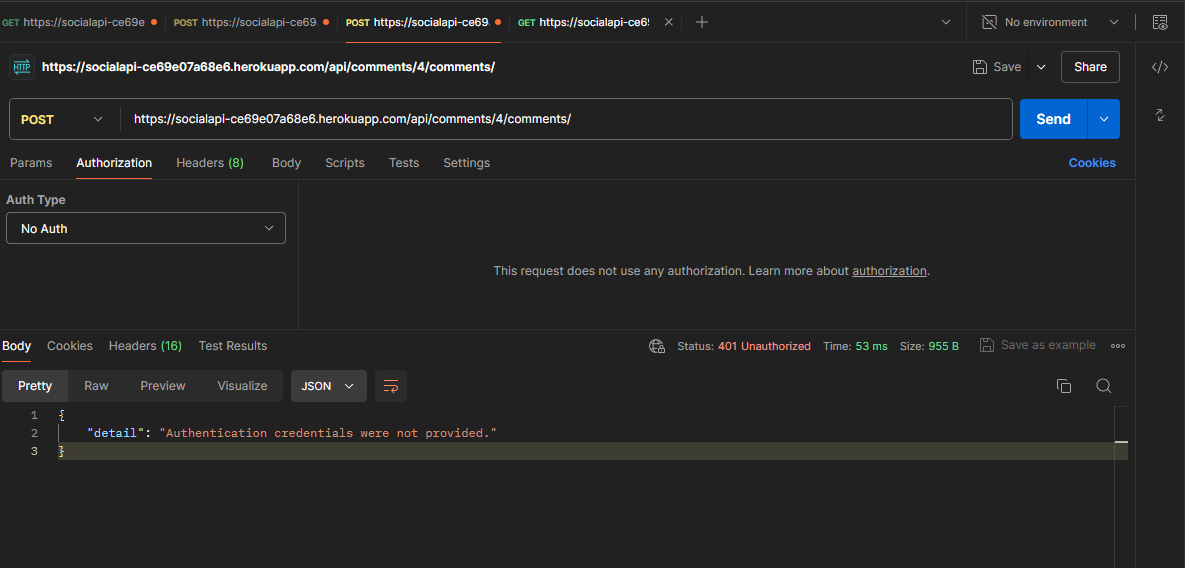 GET https://socialapi-ce69e POST https://socialapi-ce69. POST https://socialapi-ce69. GET https://socialapi-ce69! No environment
HTTP https://socialapi-ce69e07a68e6.herokuapp.com/api/comments/4/comments/ Save Share
POST https://socialapi-ce69e07a68e6.herokuapp.com/api/comments/4/comments/ Send
Params Authorization Headers (8) Body Scripts Tests Settings Cookies
Auth Type
No Auth
This request does not use any authorization. Learn more about authorization.
Body Cookies Headers (16) Test Results Status: 401 Unauthorized Time: 53 ms Size: 955 B Save as example
Pretty Raw Preview Visualize JSON
1 {
2 "detail": "Authentication credentials were not provided."
3 }